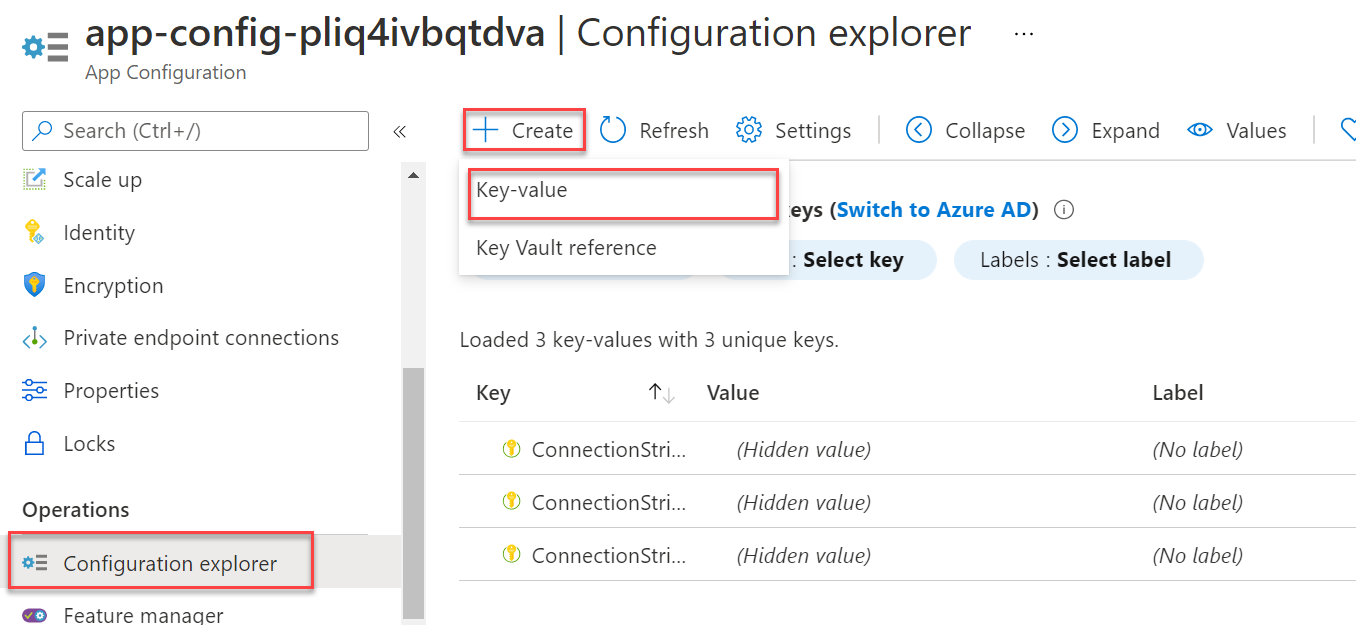 app-config-pliq4ivbqtdva | Configuration explorer ...
App Configuration
Search (Ctrl+/)
«
Scale up
Identity
Encryption
Private endpoint connections
Properties
Locks
Operations
Configuration explorer
Feature manager
Create Refresh Settings Collapse Expand Values
Key-value
Key Vault reference
eys (Switch to Azure AD)
: Select key Labels : Select label
Loaded 3 key-values with 3 unique keys.
Key Value Label
ConnectionStri... (Hidden value) (No label)
ConnectionStri... (Hidden value) (No label)
ConnectionStri... (Hidden value) (No label)